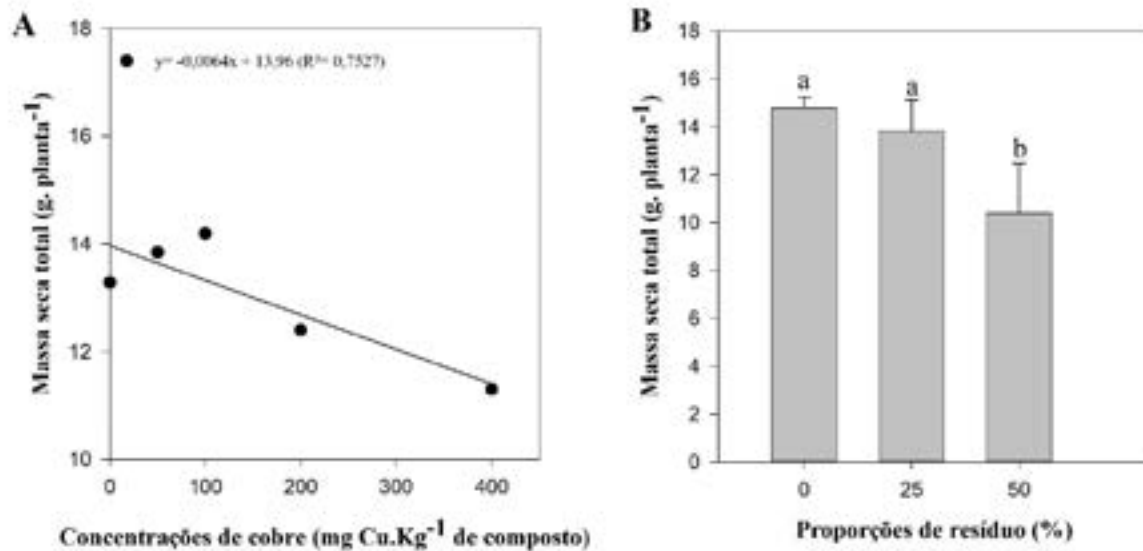 A
y= -0,0064x + 13,96 (R²= 0,7527)
Massa seca total (g. planta⁻¹)
18
16
14
12
10
0
100
200
300
400
Concentrações de cobre (mg Cu.Kg⁻¹ de composto)
B
Massa seca total (g. planta⁻¹)
18
16
14
12
10
8
6
4
2
0
a
a
b
0
25
50
Proporções de resíduo (%)